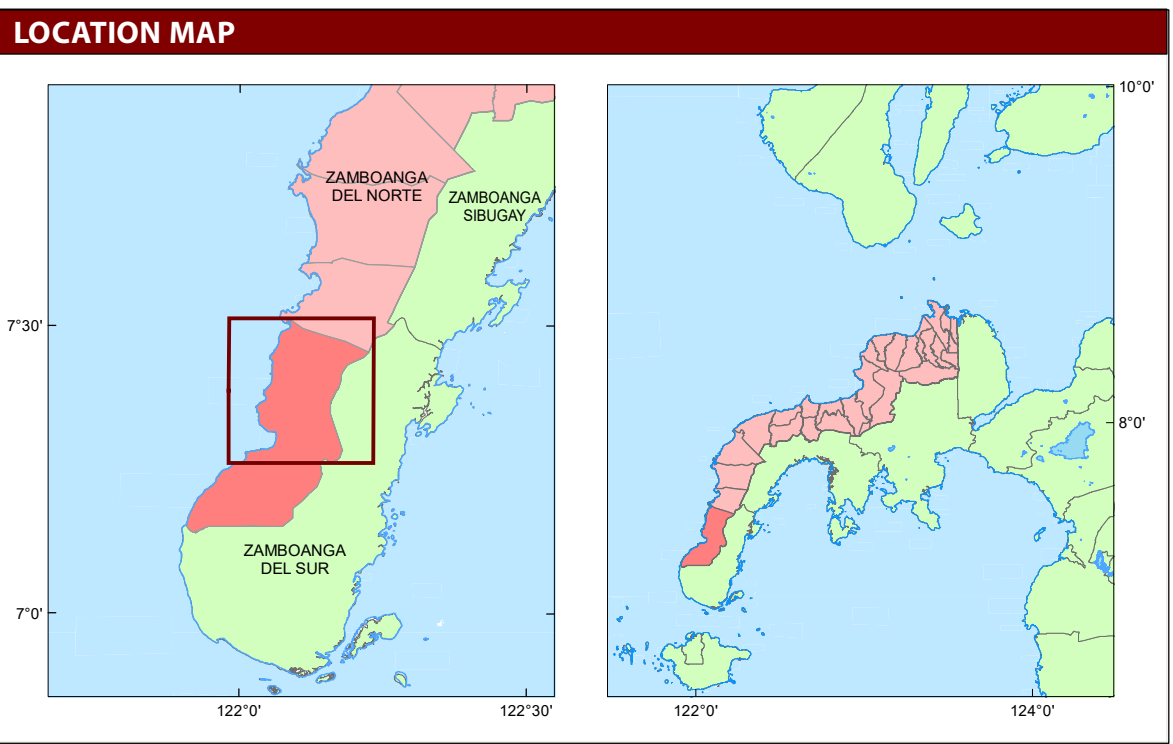 LOCATION MAP
ZAMBOANGA
DEL NORTE
ZAMBOANGA
SIBUGAY
ZAMBOANGA
DEL SUR
7°30'
7°0'
122°0'
122°30'
10°0'
8°0'
122°0'
124°0'